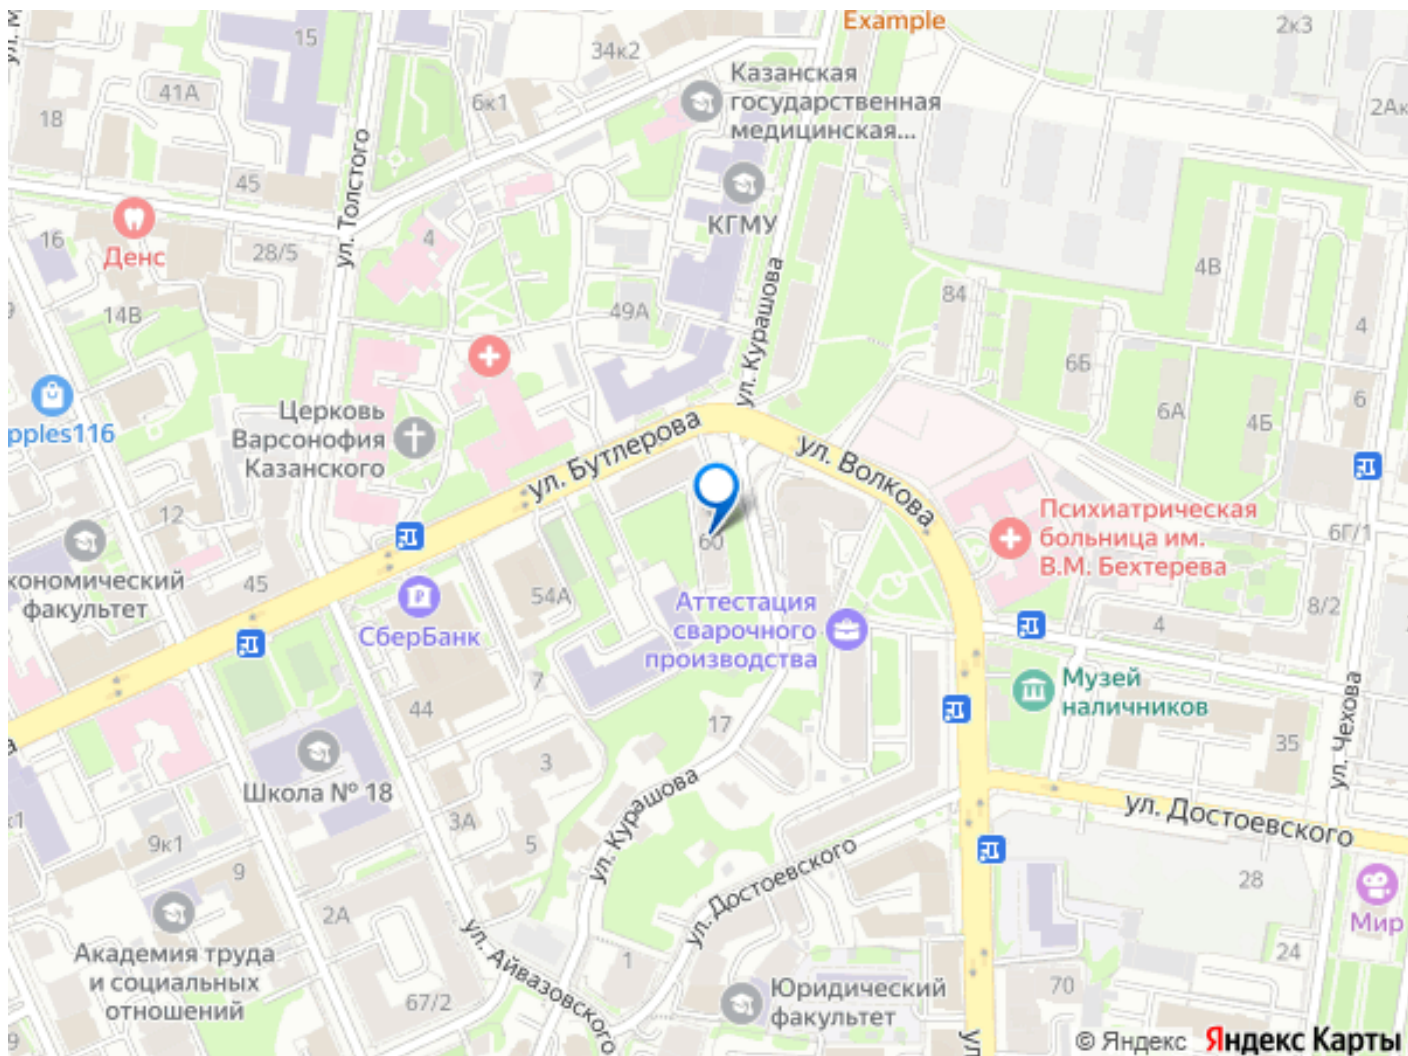 Example
2к3
15
34к2
Казанская
государственная
медицинская...
41А
18
6к1
2Ак
ул. Толстого
45
КГМУ
16
Денс
28/5
4
ул. Курашова
4В
84
49А
14В
4
6Б
pples116
Церковь
Варсонофия
Казанского
6
6А
4Б
ул. Бутлерова
ул. Волкова
12
60
Психиатрическая
больница им.
В.М. Бехтерева
6Г/1
кономический
факультет
45
СберБанк
54А
Аттестация
сварочного
производства
8/2
4
7
44
17
Музей
наличников
35
ул. Чехова
Школа № 18
3
ул. Курашова
3А
5
9к1
9
ул. Достоевского
ул. Достоевского
28
2А
Мир
Академия труда
и социальных
отношений
ул. Айвазовского
1
24
67/2
Юридический
факультет
70
© Яндекс Яндекс Карты